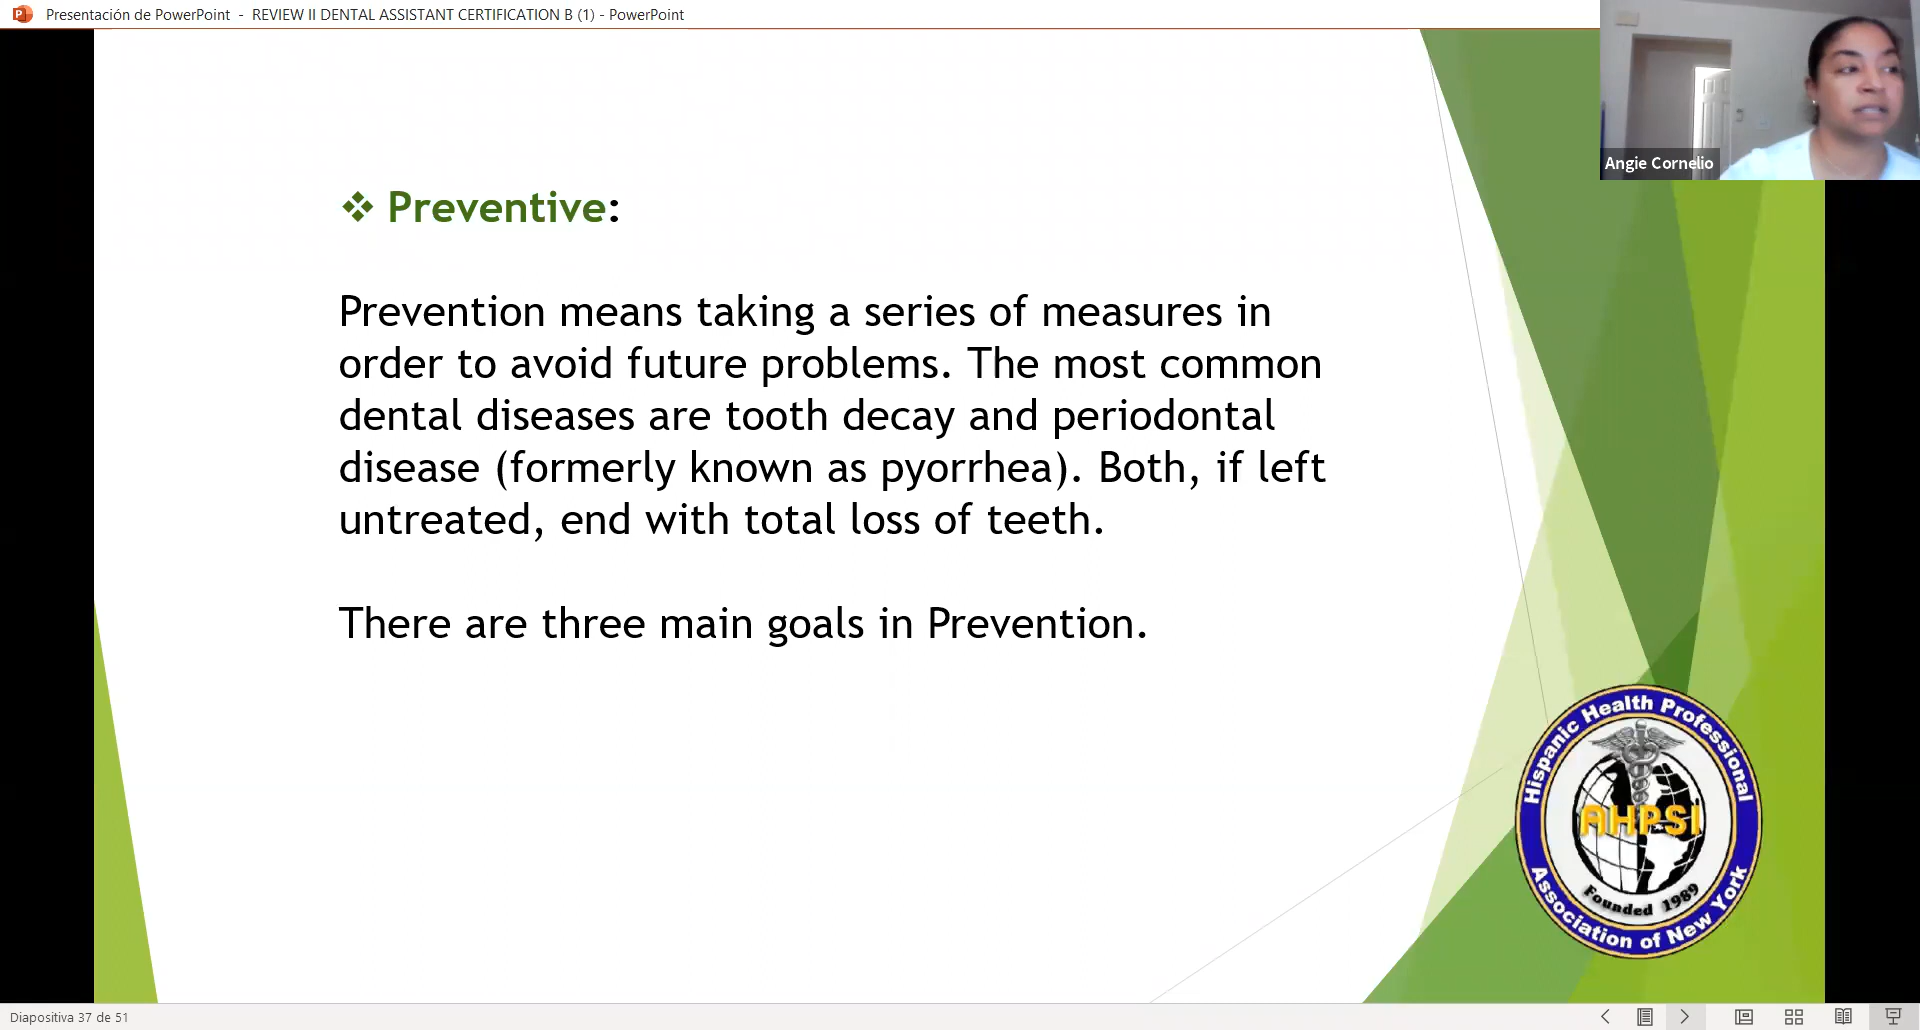 Presentación de PowerPoint - REVIEW II DENTAL ASSISTANT CERTIFICATION B (1) - PowerPoint
Angie Cornelio
Preventive:
Prevention means taking a series of measures in
order to avoid future problems. The most common
dental diseases are tooth decay and periodontal
disease (formerly known as pyorrhea). Both, if left
untreated, end with total loss of teeth.
There are three main goals in Prevention.
Hispanic Health Professional
AHPSI
Founded 1989
Association of New York
Diapositiva 37 de 51